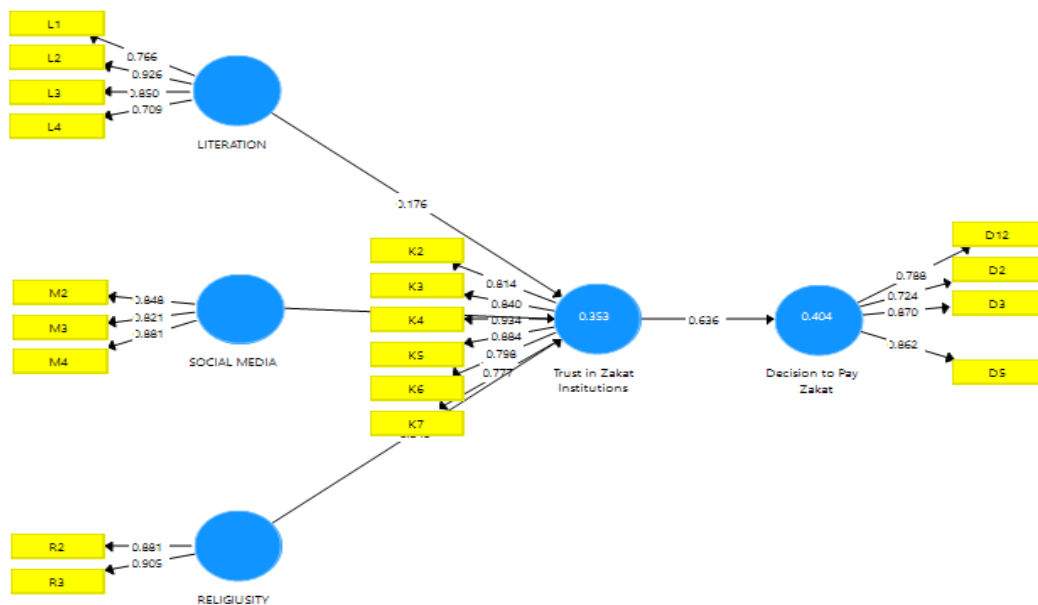 L1
L2
L3
L4
0.766
0.926
0.850
0.709
LITERATION
0.176
M2
M3
M4
0.848
0.821
0.881
SOCIAL MEDIA
K2
K3
K4
K5
K6
K7
0.814
0.840
0.934
0.884
0.798
0.777
0.353
Trust in Zakat
Institutions
0.636
0.404
Decision to Pay
Zakat
D12
D2
D3
D5
0.788
0.724
0.870
0.862
R2
R3
0.881
0.905
RELIGIUSITY